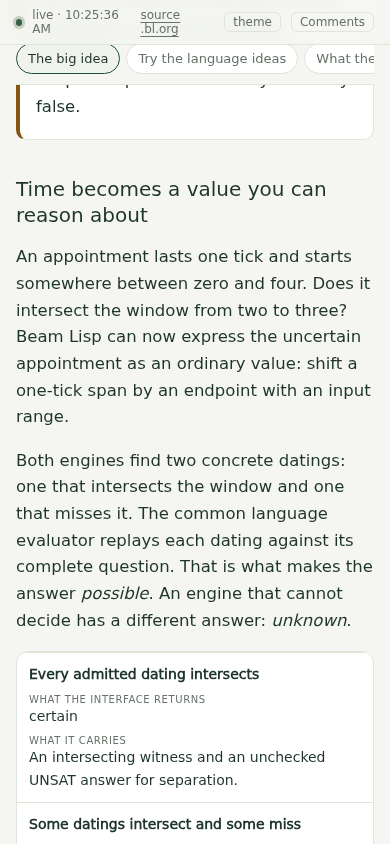 live · 10:25:36 AM
source .bl.org
theme
Comments
The big idea
Try the language ideas
What the
false.
Time becomes a value you can
reason about
An appointment lasts one tick and starts
somewhere between zero and four. Does it
intersect the window from two to three?
Beam Lisp can now express the uncertain
appointment as an ordinary value: shift a
one-tick span by an endpoint with an input
range.
Both engines find two concrete datings:
one that intersects the window and one
that misses it. The common language
evaluator replays each dating against its
complete question. That is what makes the
answer possible. An engine that cannot
decide has a different answer: unknown.
Every admitted dating intersects
WHAT THE INTERFACE RETURNS
certain
WHAT IT CARRIES
An intersecting witness and an unchecked
UNSAT answer for separation.
Some datings intersect and some miss